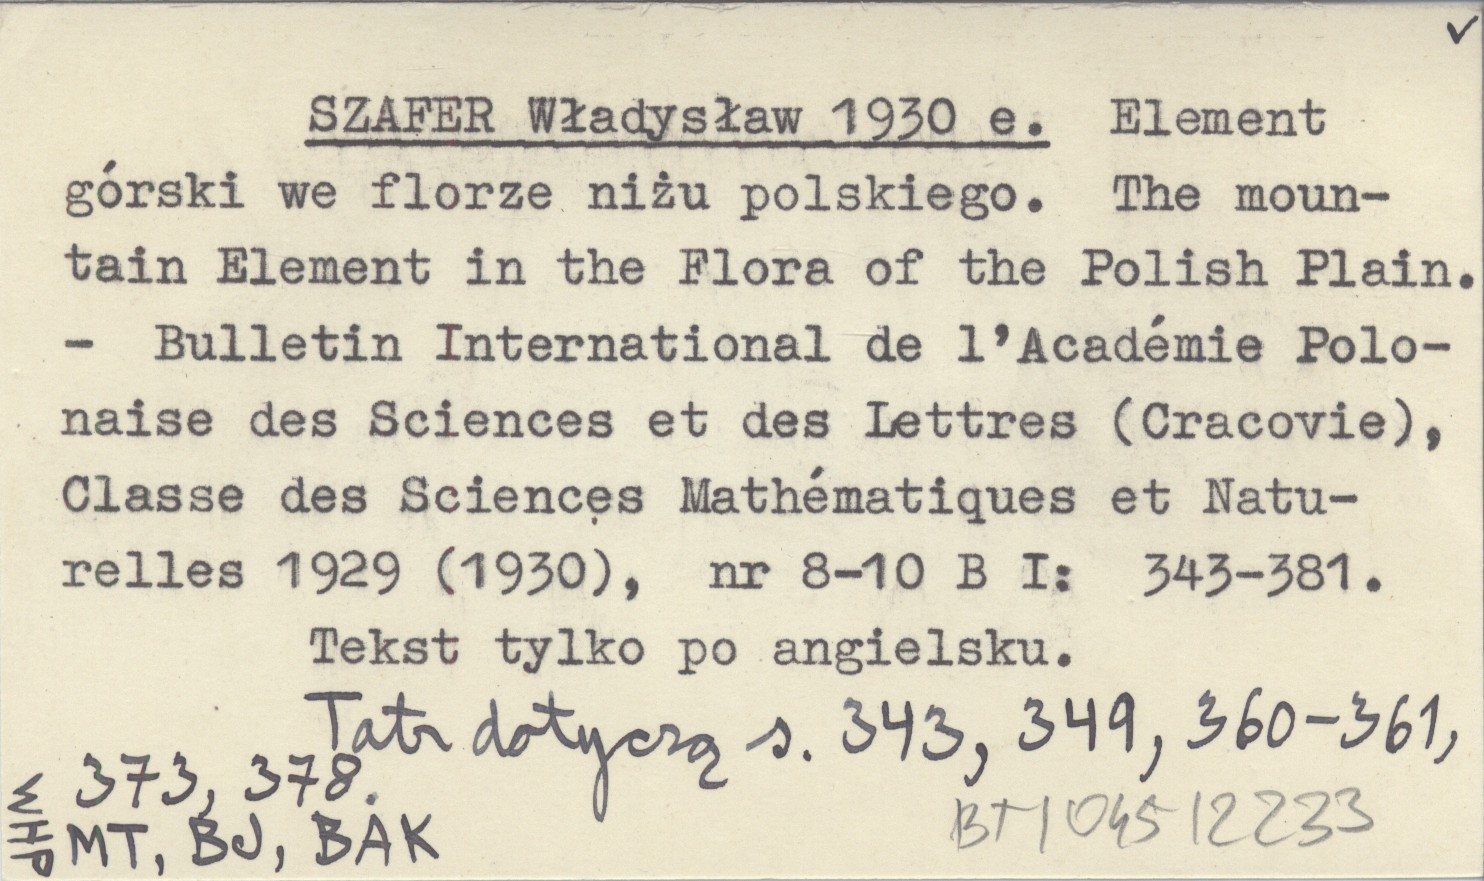 ✓
SZAFER Władysław 1930 e. Element
górski we florze niżu polskiego. The moun-
tain Element in the Flora of the Polish Plain.
- Bulletin International de l'Académie Polo-
naise des Sciences et des Lettres (Cracovie),
Classe des Sciences Mathématiques et Natu-
relles 1929 (1930), nr 8-10 B I: 343-381.
Tekst tylko po angielsku.
Tatr dotyczą s. 343, 349, 360-361,
373, 378.
MT, BJ, BAK
BT1 045 12233